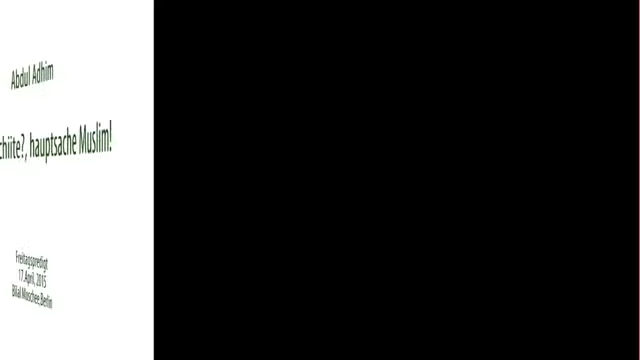 Abdul Adhim
chiite?, hauptsache Muslim!
Freitagspredigt
17.April, 2015
Bilal Moschee,Berlin